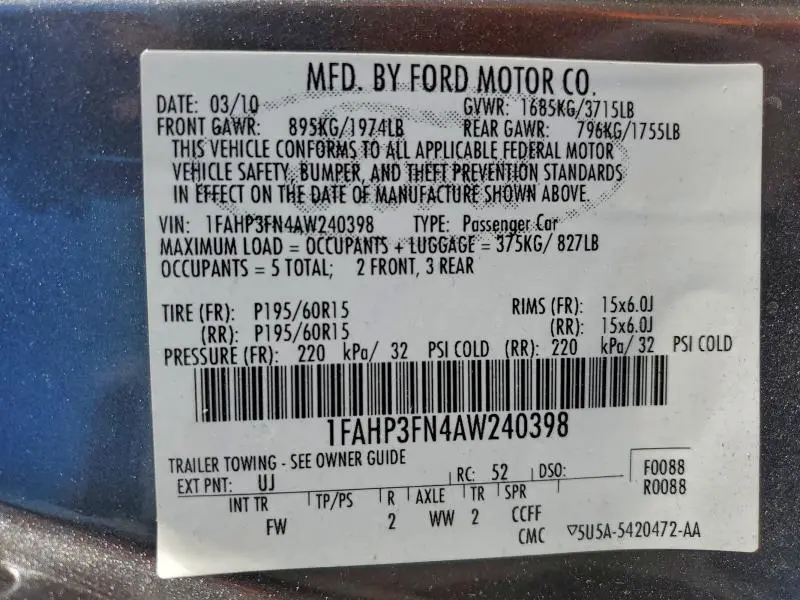 MFD. BY FORD MOTOR CO.
DATE: 03/10 GVWR: 1685KG/3715LB
FRONT GAWR: 895KG/1974LB REAR GAWR: 796KG/1755LB
THIS VEHICLE CONFORMS TO ALL APPLICABLE FEDERAL MOTOR
VEHICLE SAFETY, BUMPER, AND THEFT PREVENTION STANDARDS
IN EFFECT ON THE DATE OF MANUFACTURE SHOWN ABOVE.
VIN: 1FAHP3FN4AW240398 TYPE: Passenger Car
MAXIMUM LOAD = OCCUPANTS + LUGGAGE = 375KG/ 827LB
OCCUPANTS = 5 TOTAL; 2 FRONT, 3 REAR
TIRE (FR): P195/60R15 RIMS (FR): 15x6.0J
(RR): P195/60R15 (RR): 15x6.0J
PRESSURE (FR): 220 kPa/ 32 PSI COLD (RR): 220 kPa/ 32 PSI COLD
1FAHP3FN4AW240398
TRAILER TOWING - SEE OWNER GUIDE F0088
EXT PNT: UJ RC: 52 DSO: R0088
INT TR TP/PS R AXLE TR SPR
FW 2 WW 2 CCFF
CMC ▽5U5A-5420472-AA